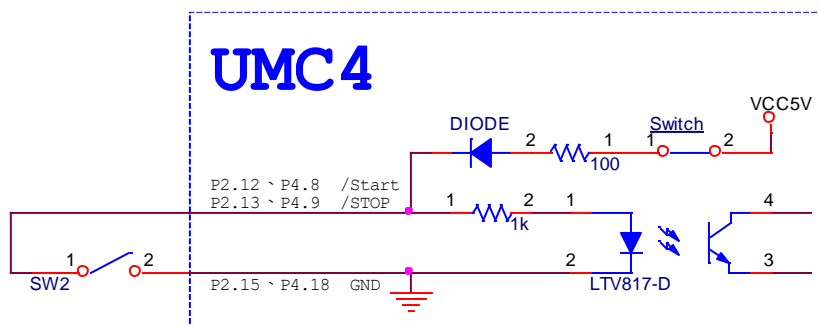 UMC4
VCC5V
DIODE
Switch
2
1
1
2
100
P2.12、P4.8 /Start
P2.13、P4.9 /STOP
1
2
1
4
1k
1
2
2
3
SW2
P2.15、P4.18 GND
LTV817-D